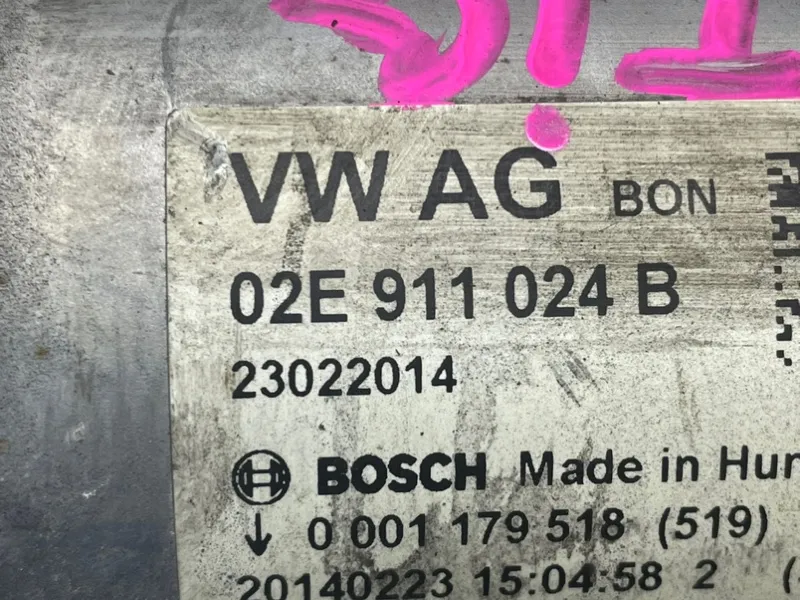 VW AG BON
02E 911 024 B
23022014
BOSCH Made in Hun
0 001 179 518 (519)
20140223 15:04:58 2